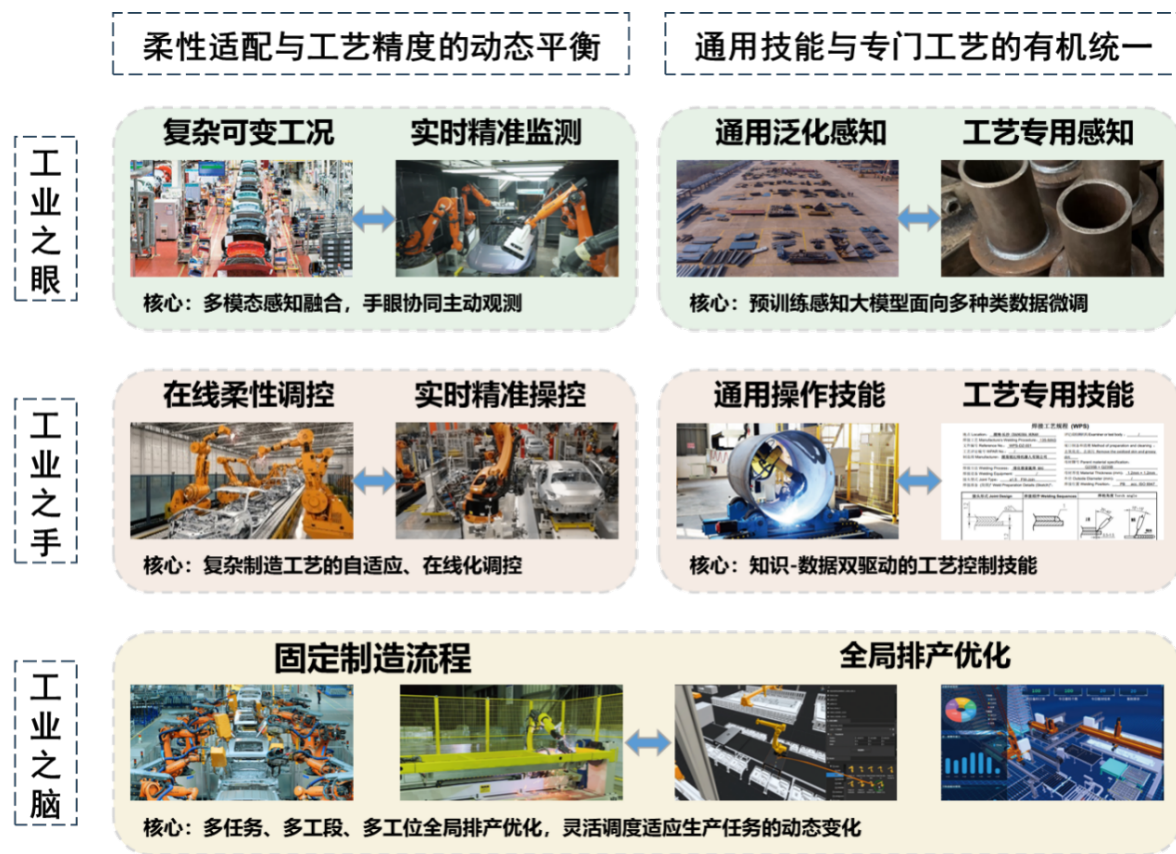 柔性适配与工艺精度的动态平衡
通用技能与专门工艺的有机统一
工业之眼
复杂可变工况
实时精准监测
核心：多模态感知融合，手眼协同主动观测
通用泛化感知
工艺专用感知
核心：预训练感知大模型面向多种类数据微调
工业之手
在线柔性调控
实时精准操控
核心：复杂制造工艺的自适应、在线化调控
通用操作技能
工艺专用技能
焊接工艺规程 (WPS)
核心：知识-数据双驱动的工艺控制技能
工业之脑
固定制造流程
全局排产优化
核心：多任务、多工段、多工位全局排产优化，灵活调度适应生产任务的动态变化